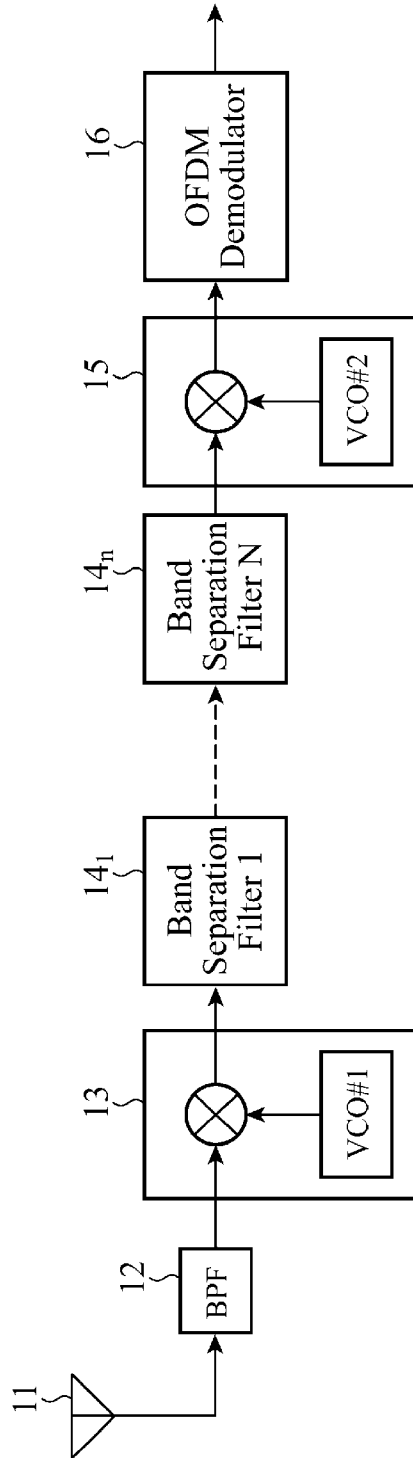 11
12
BPF
13
VCO#1
14₁
Band
Separation
Filter 1
14ₙ
Band
Separation
Filter N
15
VCO#2
16
OFDM
Demodulator